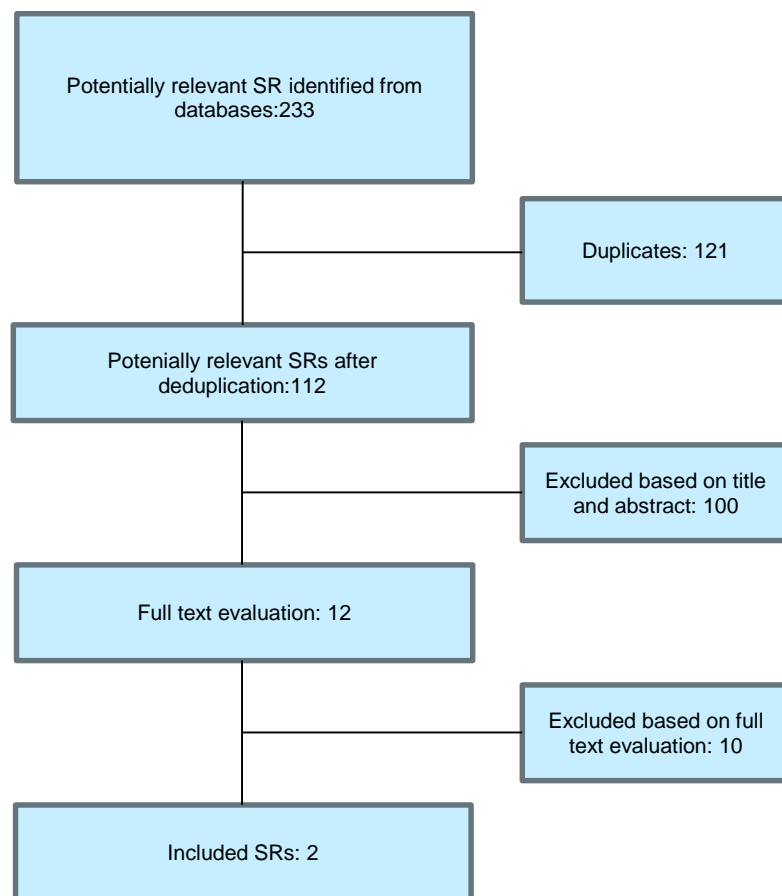 Potentially relevant SR identified from
databases:233
Duplicates: 121
Potenially relevant SRs after
deduplication:112
Excluded based on title
and abstract: 100
Full text evaluation: 12
Excluded based on full
text evaluation: 10
Included SRs: 2